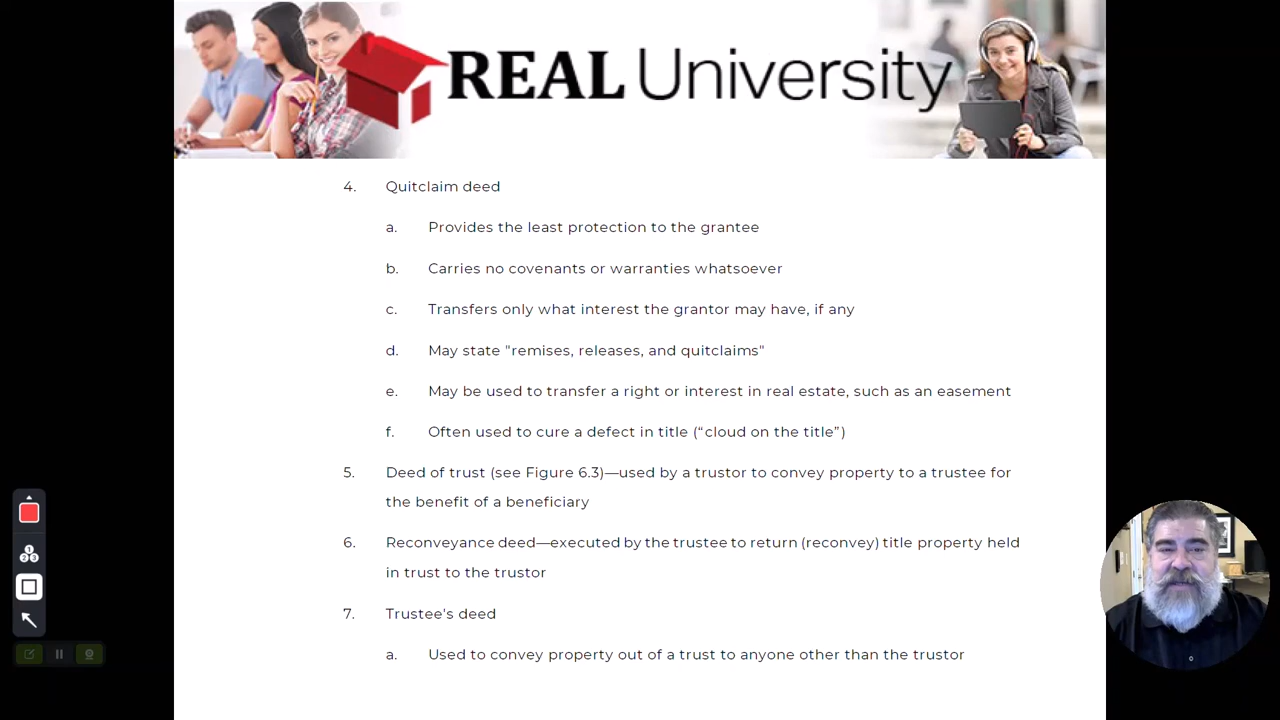 REAL University
4. Quitclaim deed
a. Provides the least protection to the grantee
b. Carries no covenants or warranties whatsoever
c. Transfers only what interest the grantor may have, if any
d. May state "remises, releases, and quitclaims"
e. May be used to transfer a right or interest in real estate, such as an easement
f. Often used to cure a defect in title (“cloud on the title”)
5. Deed of trust (see Figure 6.3)—used by a trustor to convey property to a trustee for
the benefit of a beneficiary
6. Reconveyance deed—executed by the trustee to return (reconvey) title property held
in trust to the trustor
7. Trustee's deed
a. Used to convey property out of a trust to anyone other than the trustor